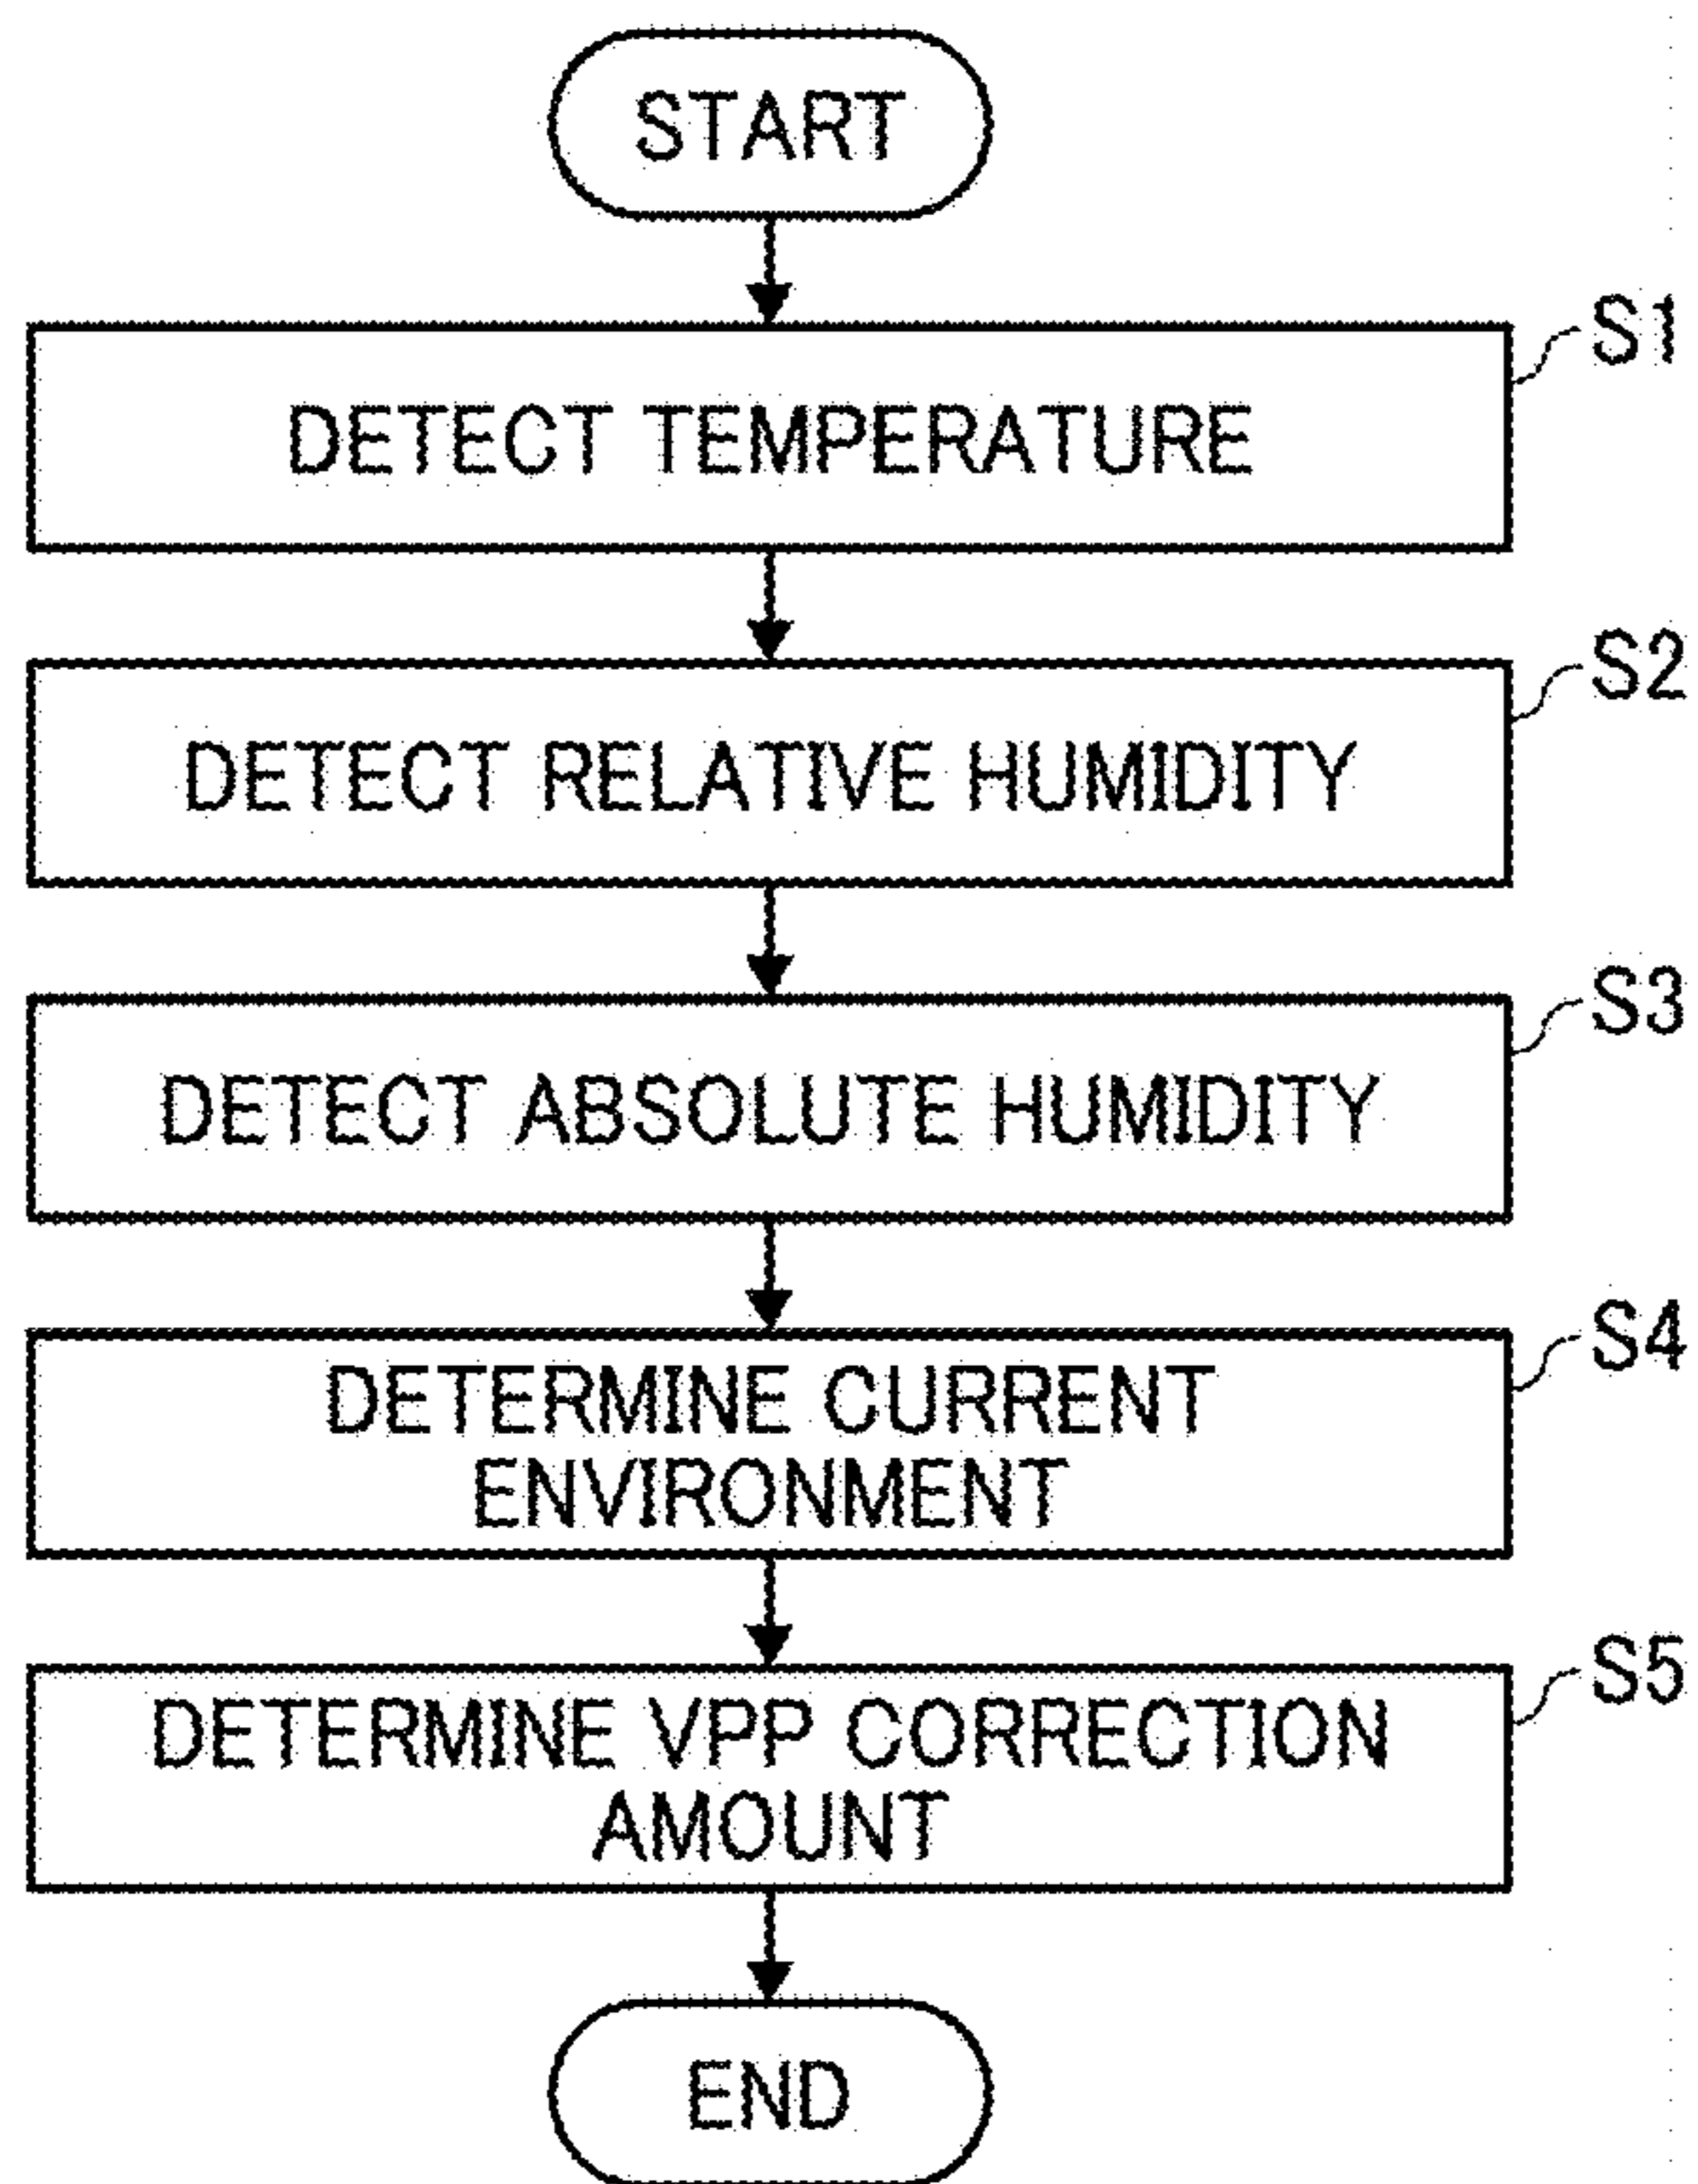 START
S1
DETECT TEMPERATURE
S2
DETECT RELATIVE HUMIDITY
S3
DETECT ABSOLUTE HUMIDITY
S4
DETERMINE CURRENT
ENVIRONMENT
S5
DETERMINE VPP CORRECTION
AMOUNT
END